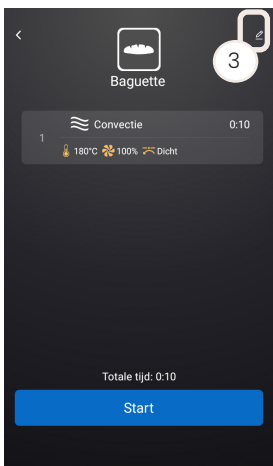 3
Baguette
1
Convectie 0:10
180°C 100% Dicht
Totale tijd: 0:10
Start